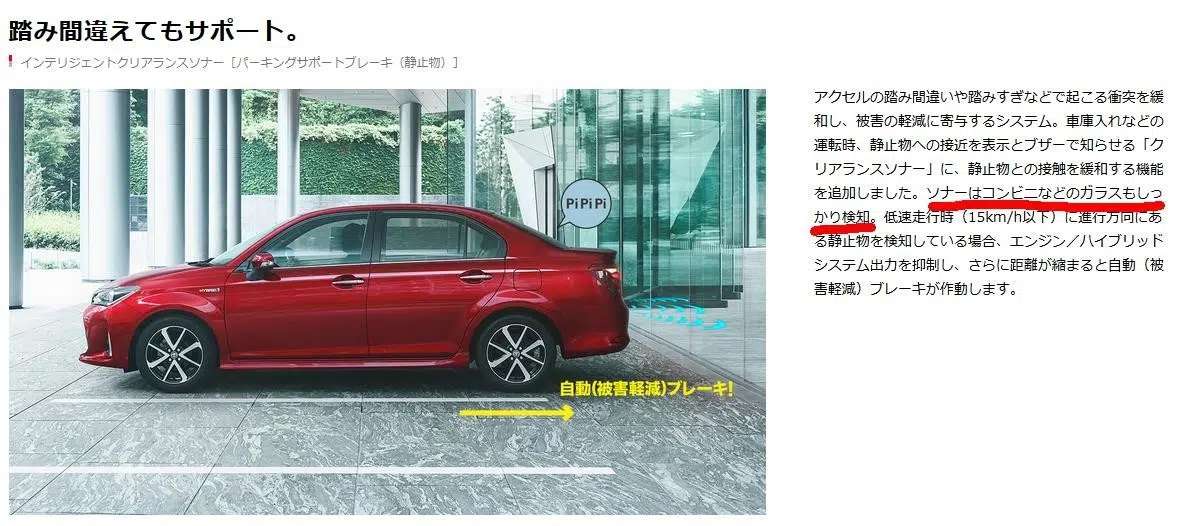 踏み間違えてもサポート。
インテリジェントクリアランスソナー［パーキングサポートブレーキ（静止物）］
アクセルの踏み間違いや踏みすぎなどで起こる衝突を緩
和し、被害の軽減に寄与するシステム。車庫入れなどの
運転時、静止物への接近を表示とブザーで知らせる「ク
リアランスソナー」に、静止物との接触を緩和する機能
を追加しました。ソナーはコンビニなどのガラスもしっ
かり検知。低速走行時（15km/h以下）に進行方向にあ
る静止物を検知している場合、エンジン／ハイブリッド
システム出力を抑制し、さらに距離が縮まると自動（被
害軽減）ブレーキが作動します。
PiPiPi
HYBRID
自動(被害軽減)ブレーキ!